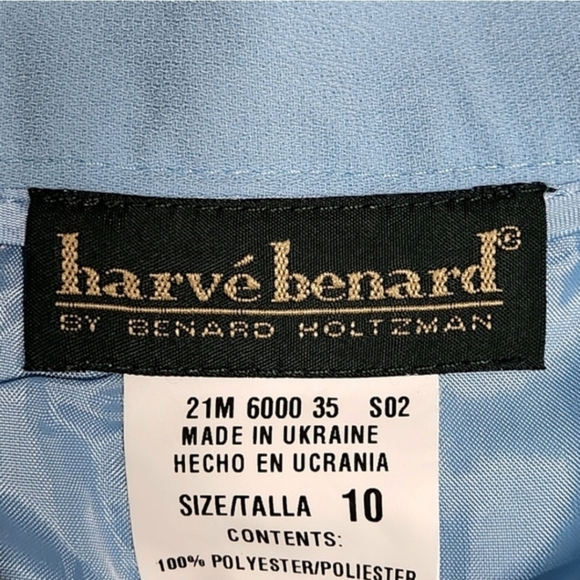 harvé benard®
BY BENARD HOLTZMAN
21M 6000 35 S02
MADE IN UKRAINE
HECHO EN UCRANIA
SIZE/TALLA 10
CONTENTS:
100% POLYESTER/POLIESTER